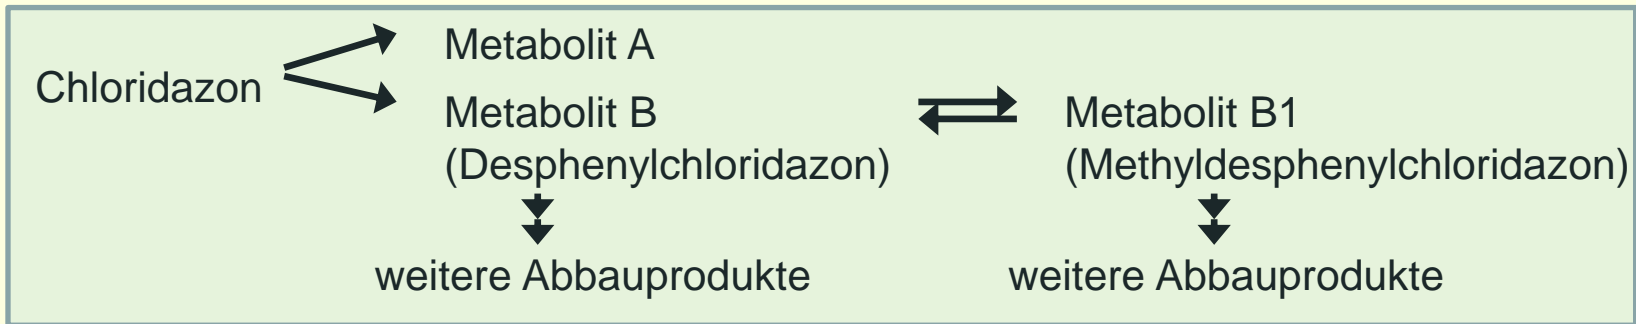 Chloridazon
Metabolit A
Metabolit B
(Desphenylchloridazon)
Metabolit B1
(Methyldesphenylchloridazon)
weitere Abbauprodukte
weitere Abbauprodukte